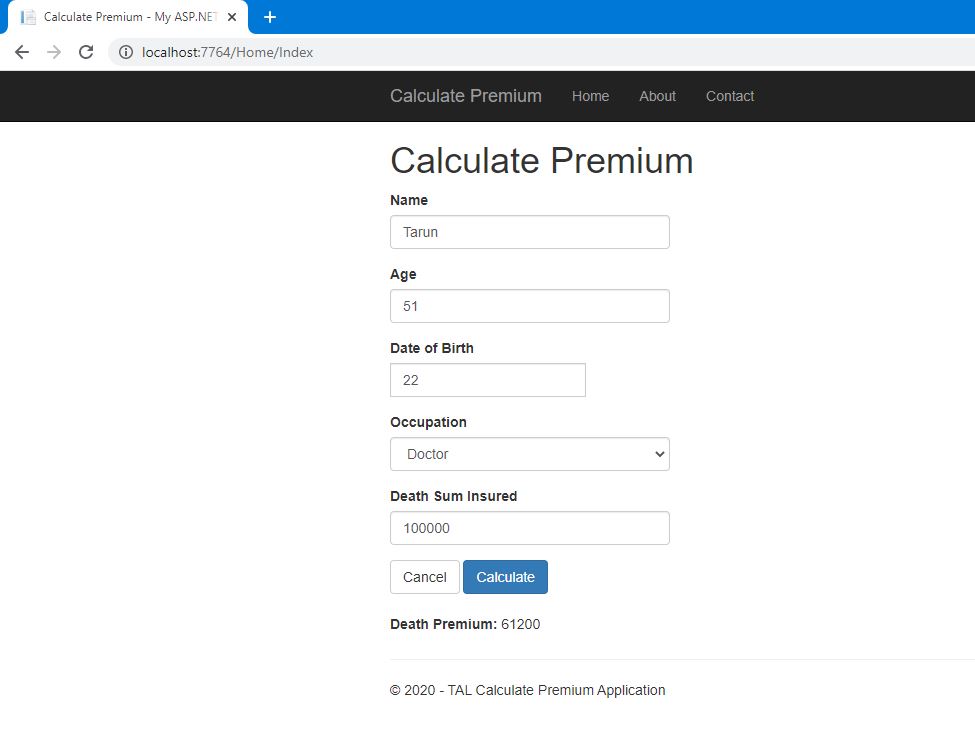 Calculate Premium - My ASP.NET
localhost:7764/Home/Index
Calculate Premium Home About Contact
Calculate Premium
Name
Tarun
Age
51
Date of Birth
22
Occupation
Doctor
Death Sum Insured
100000
Cancel Calculate
Death Premium: 61200
© 2020 - TAL Calculate Premium Application